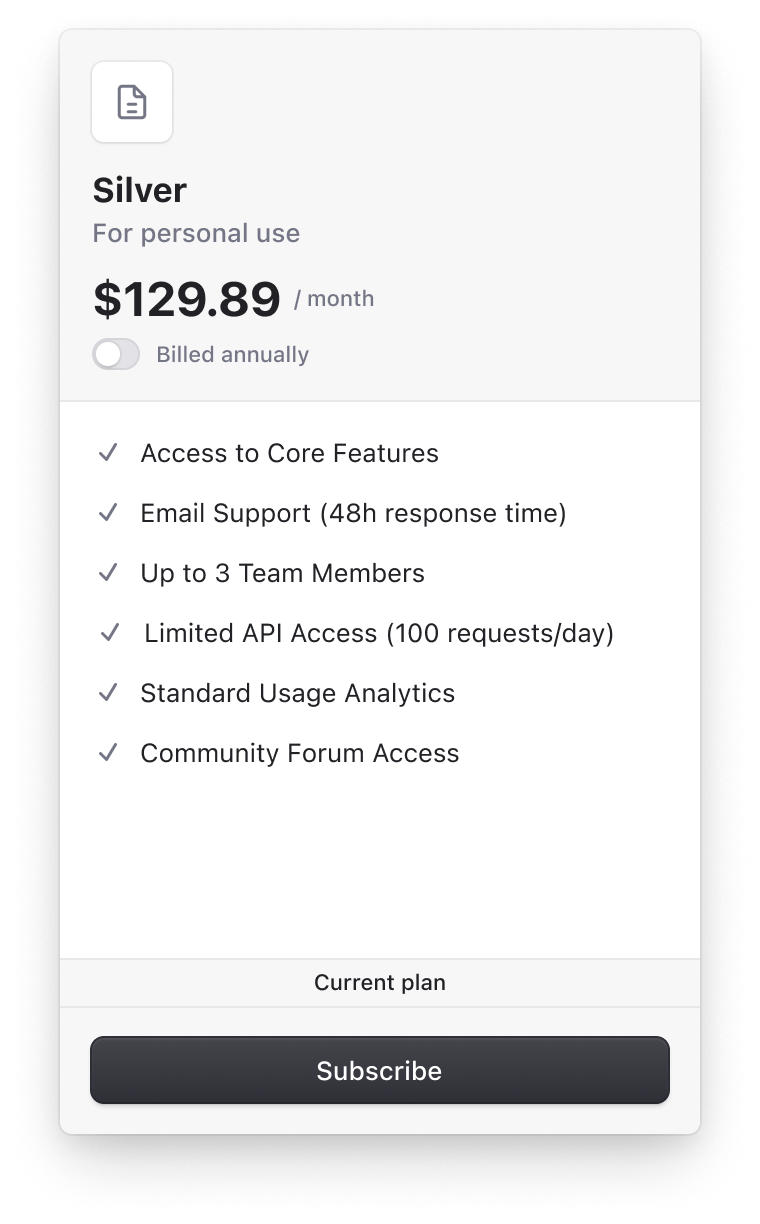 Silver
For personal use
$129.89 / month
Billed annually
Access to Core Features
Email Support (48h response time)
Up to 3 Team Members
Limited API Access (100 requests/day)
Standard Usage Analytics
Community Forum Access
Current plan
Subscribe